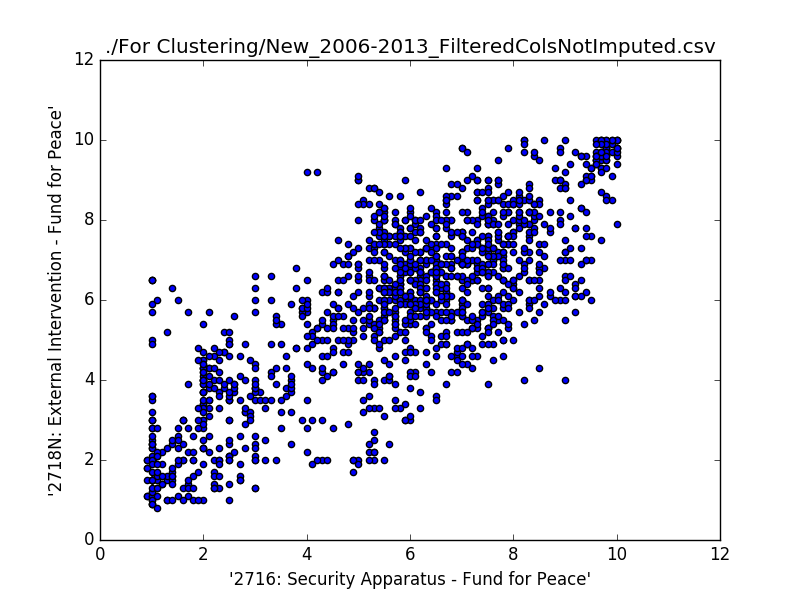 ./For Clustering/New_2006-2013_FilteredColsNotImputed.csv
12
10
8
6
4
2
0
'2718N: External Intervention - Fund for Peace'
0 2 4 6 8 10 12
'2716: Security Apparatus - Fund for Peace'